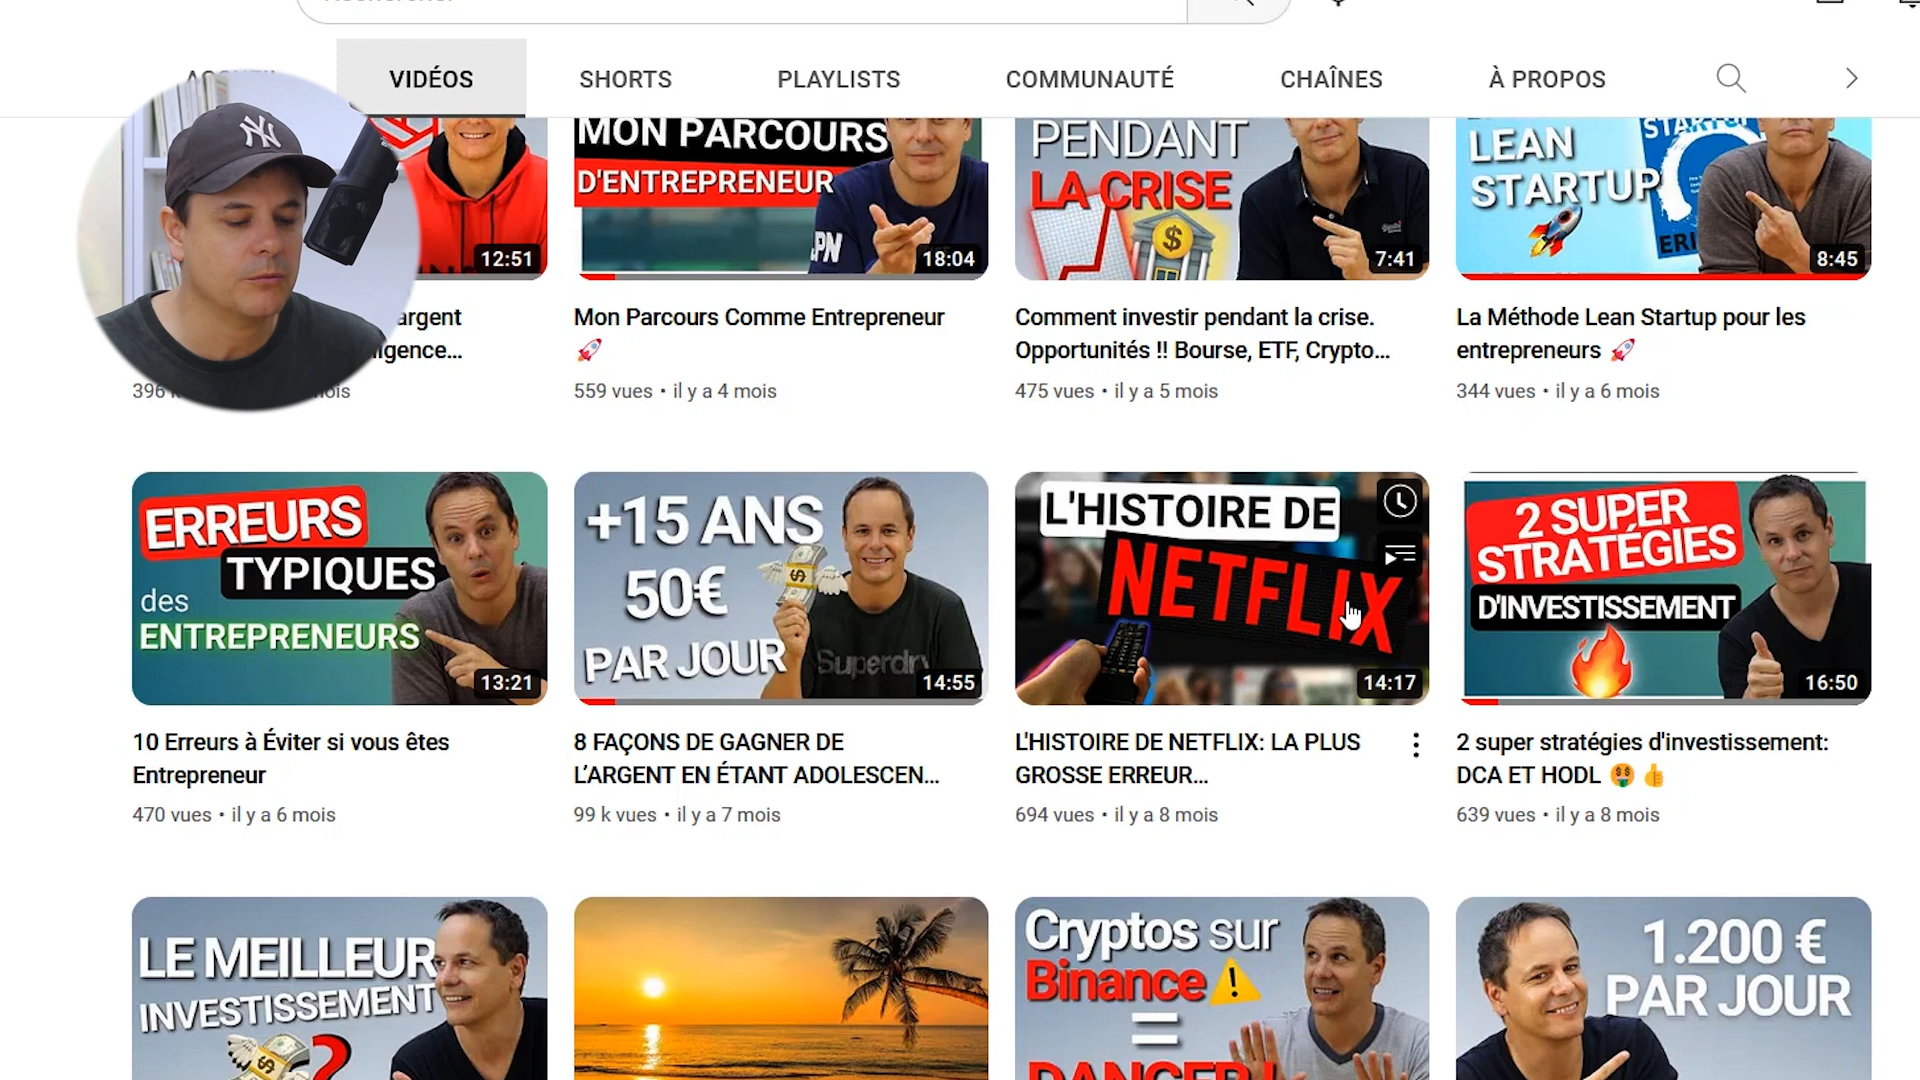 VIDÉOS
SHORTS
PLAYLISTS
COMMUNAUTÉ
CHAÎNES
À PROPOS
NY
12:51
MON PARCOURS
D'ENTREPRENEUR
18:04
PENDANT
LA CRISE
7:41
LEAN
STARTUP
ERI
8:45
argent
Mon Parcours Comme Entrepreneur
🚀
559 vues • il y a 4 mois
Comment investir pendant la crise.
Opportunités !! Bourse, ETF, Crypto...
475 vues • il y a 5 mois
La Méthode Lean Startup pour les
entrepreneurs 🚀
344 vues • il y a 6 mois
ERREURS
TYPIQUES
des
ENTREPRENEURS
13:21
+15 ANS
50€
PAR JOUR
Superdry
14:55
L'HISTOIRE DE
NETFLIX
14:17
2 SUPER
STRATÉGIES
D'INVESTISSEMENT
16:50
10 Erreurs à Éviter si vous êtes
Entrepreneur
470 vues • il y a 6 mois
8 FAÇONS DE GAGNER DE
L'ARGENT EN ÉTANT ADOLESCEN...
99 k vues • il y a 7 mois
L'HISTOIRE DE NETFLIX: LA PLUS
GROSSE ERREUR...
694 vues • il y a 8 mois
2 super stratégies d'investissement:
DCA ET HODL 🤑👍
639 vues • il y a 8 mois
LE MEILLEUR
INVESTISSEMENT
?
Cryptos sur
Binance ⚠️
=
DANGER !
1.200 €
PAR JOUR